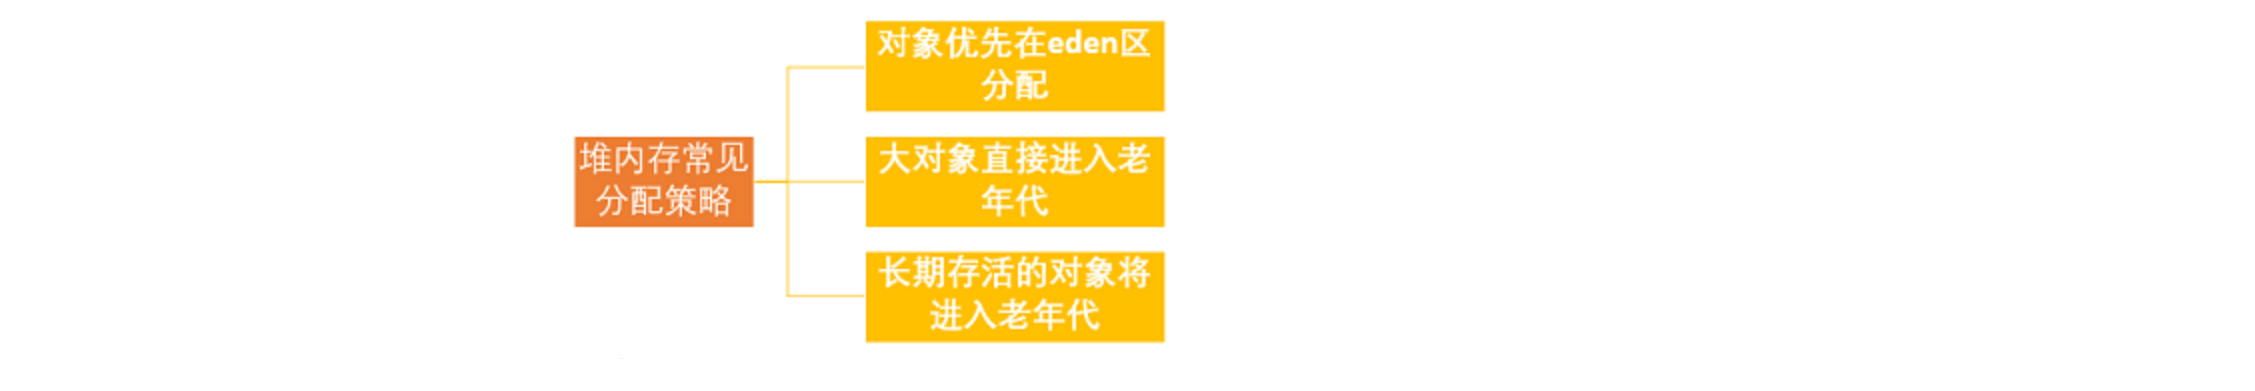 对象优先在eden区
分配
堆内存常见
分配策略
大对象直接进入老
年代
长期存活的对象将
进入老年代